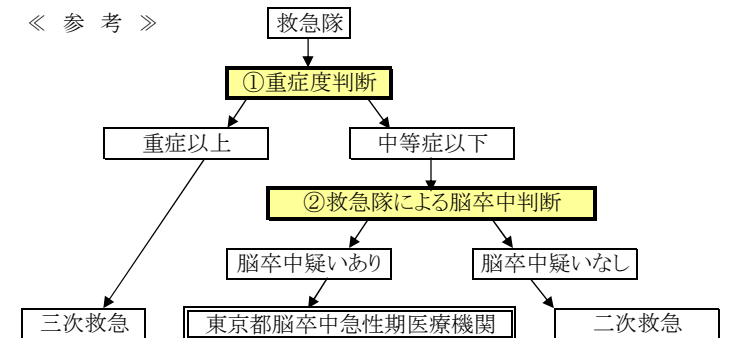 ≪ 参 考 ≫
救急隊
①重症度判断
重症以上
中等症以下
②救急隊による脳卒中判断
脳卒中疑いあり
脳卒中疑いなし
三次救急
東京都脳卒中急性期医療機関
二次救急